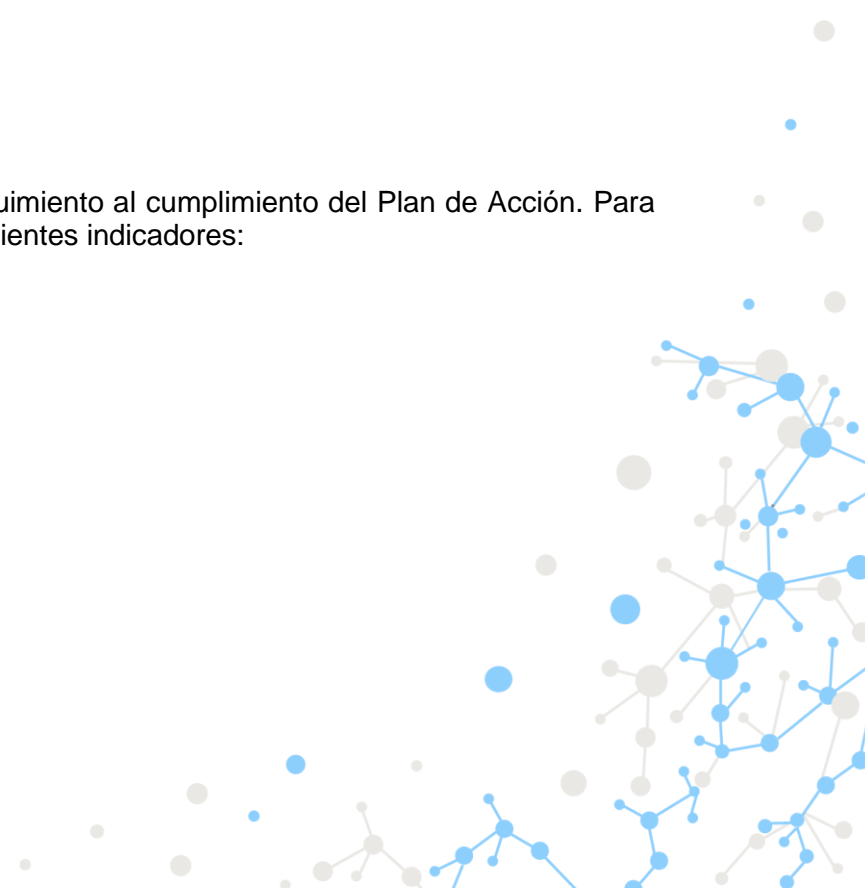 uimiento al cumplimiento del Plan de Acción. Para
ientes indicadores: